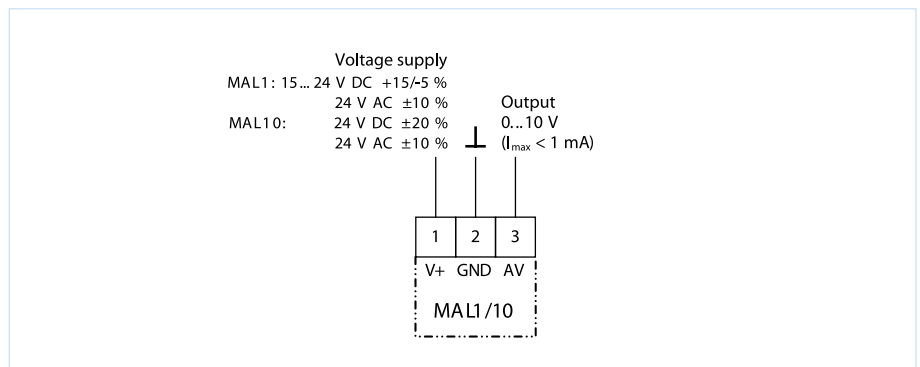 Voltage supply
MAL1: 15... 24 V DC +15/-5 %
24 V AC ±10 %
MAL10: 24 V DC ±20 %
24 V AC ±10 %
Output
0...10 V
(Imax < 1 mA)
1 2 3
V+ GND AV
MAL1/10